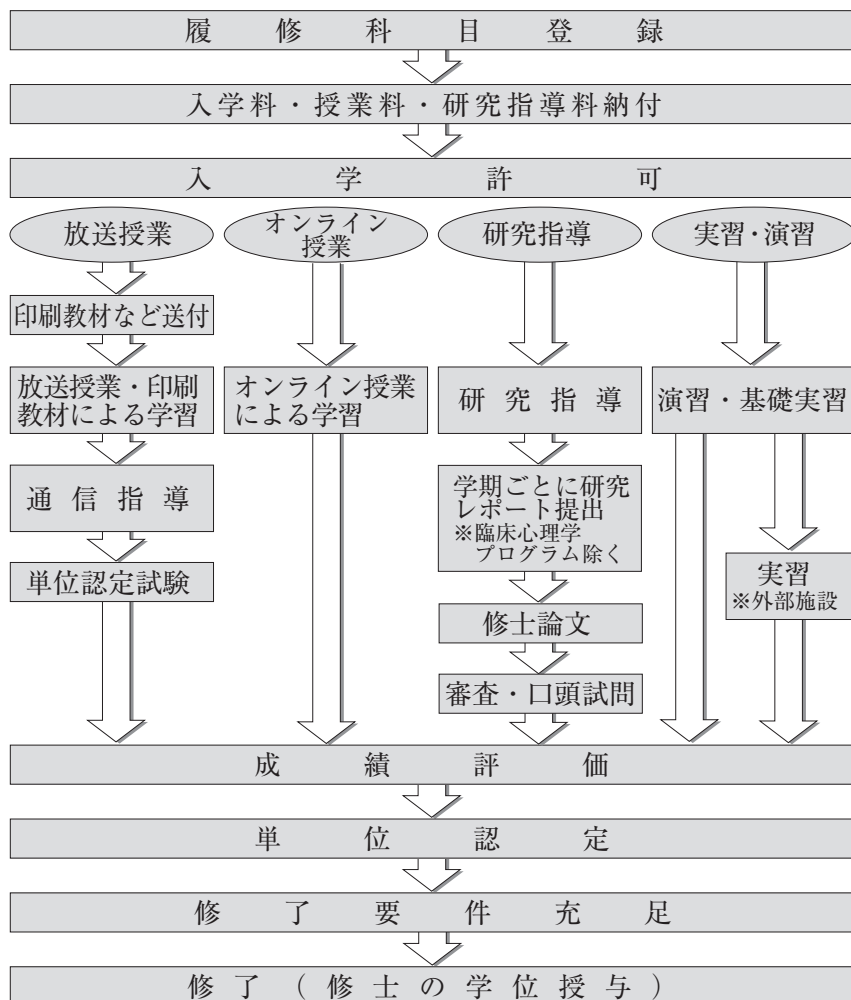 履修科目登録
入学料・授業料・研究指導料納付
入学許可
放送授業
印刷教材など送付
放送授業・印刷
教材による学習
通信指導
単位認定試験
オンライン
授業
オンライン授業
による学習
研究指導
研究指導
学期ごとに研究
レポート提出
※臨床心理学
プログラム除く
修士論文
審査・口頭試問
実習・演習
演習・基礎実習
実習
※外部施設
成績評価
単位認定
修了要件充足
修了(修士の学位授与)